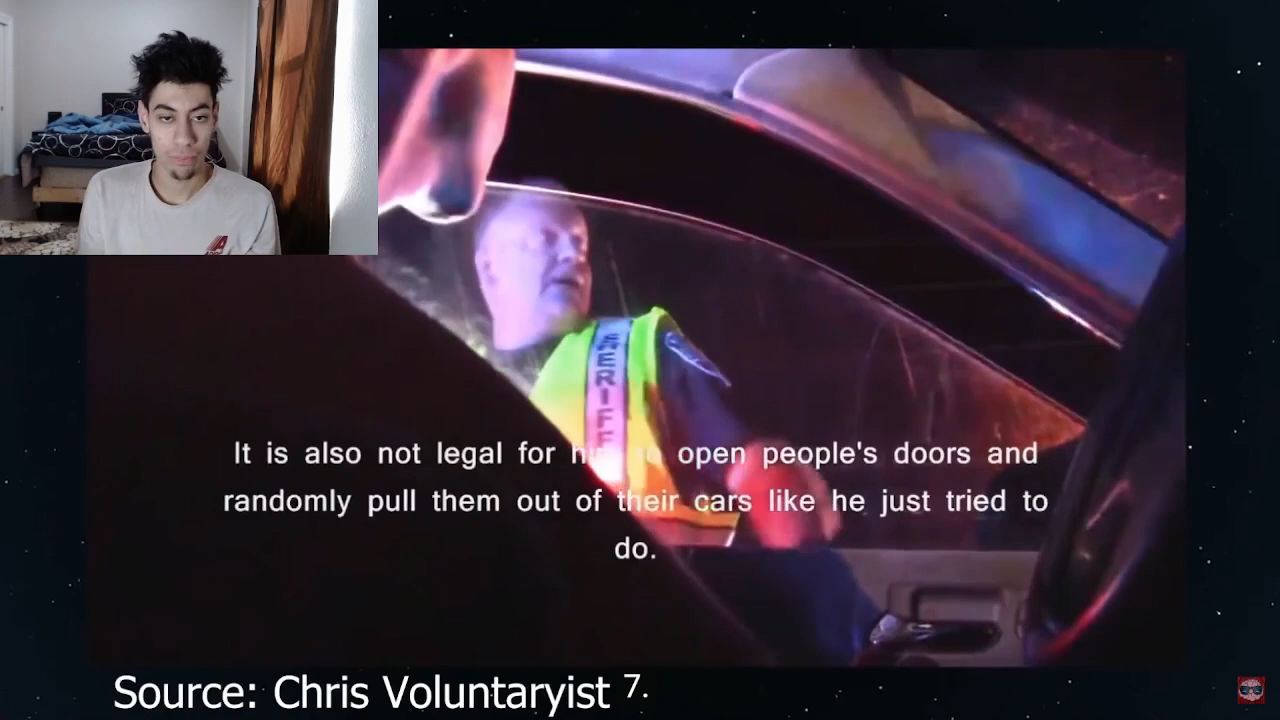 SHERIFF
It is also not legal for open people's doors and
randomly pull them out of their cars like he just tried to
do.
Source: Chris Voluntaryist 7.